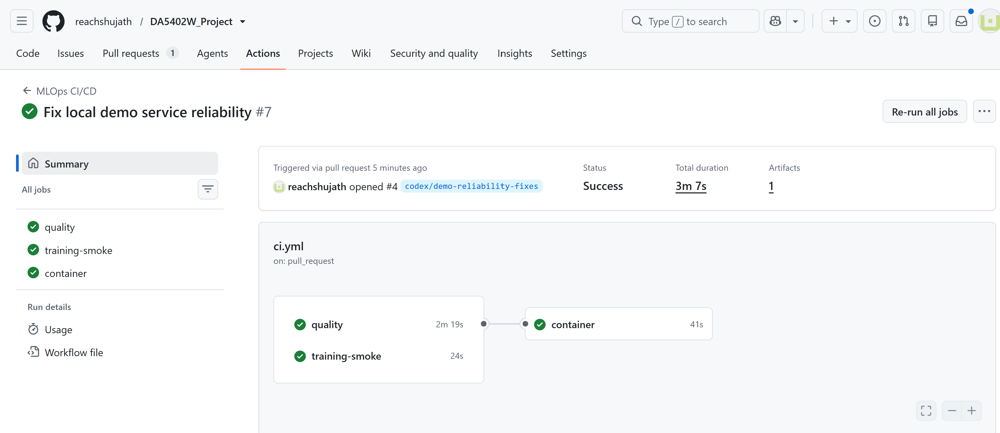 reachshujath / DA5402W_Project
Type / to search
Code Issues Pull requests 1 Agents Actions Projects Wiki Security and quality Insights Settings
MLOps CI/CD
Fix local demo service reliability #7
Re-run all jobs
Summary
All jobs
quality
training-smoke
container
Run details
Usage
Workflow file
Triggered via pull request 5 minutes ago
reachshujath opened #4 codex/demo-reliability-fixes
Status
Success
Total duration
3m 7s
Artifacts
1
ci.yml
on: pull_request
quality 2m 19s
training-smoke 24s
container 41s